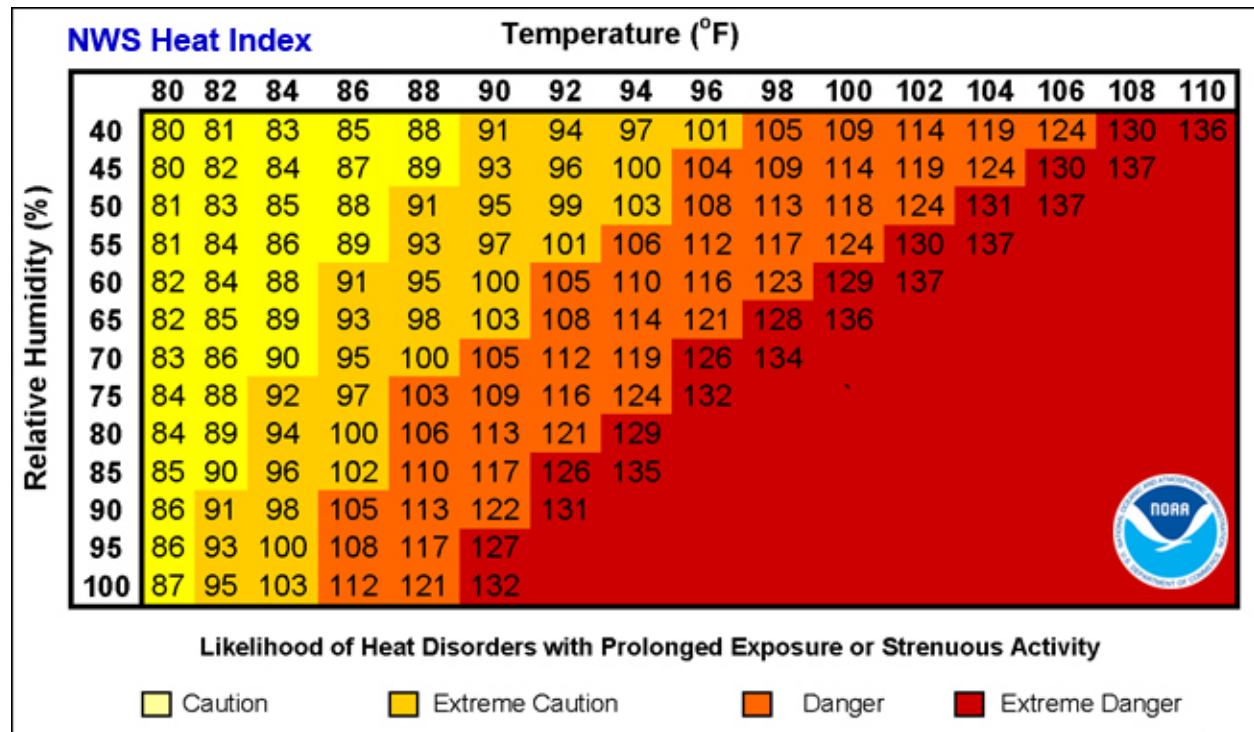 NWS Heat Index
Temperature (°F)
80 82 84 86 88 90 92 94 96 98 100 102 104 106 108 110
Relative Humidity (%)
40 80 81 83 85 88 91 94 97 101 105 109 114 119 124 130 136
45 80 82 84 87 89 93 96 100 104 109 114 119 124 130 137
50 81 83 85 88 91 95 99 103 108 113 118 124 131 137
55 81 84 86 89 93 97 101 106 112 117 124 130 137
60 82 84 88 91 95 100 105 110 116 123 129 137
65 82 85 89 93 98 103 108 114 121 128 136
70 83 86 90 95 100 105 112 119 126 134
75 84 88 92 97 103 109 116 124 132
80 84 89 94 100 106 113 121 129
85 85 90 96 102 110 117 126 135
90 86 91 98 105 113 122 131
95 86 93 100 108 117 127
100 87 95 103 112 121 132
NATIONAL OCEANIC AND ATMOSPHERIC ADMINISTRATION
NOAA
U.S. DEPARTMENT OF COMMERCE
Likelihood of Heat Disorders with Prolonged Exposure or Strenuous Activity
Caution
Extreme Caution
Danger
Extreme Danger